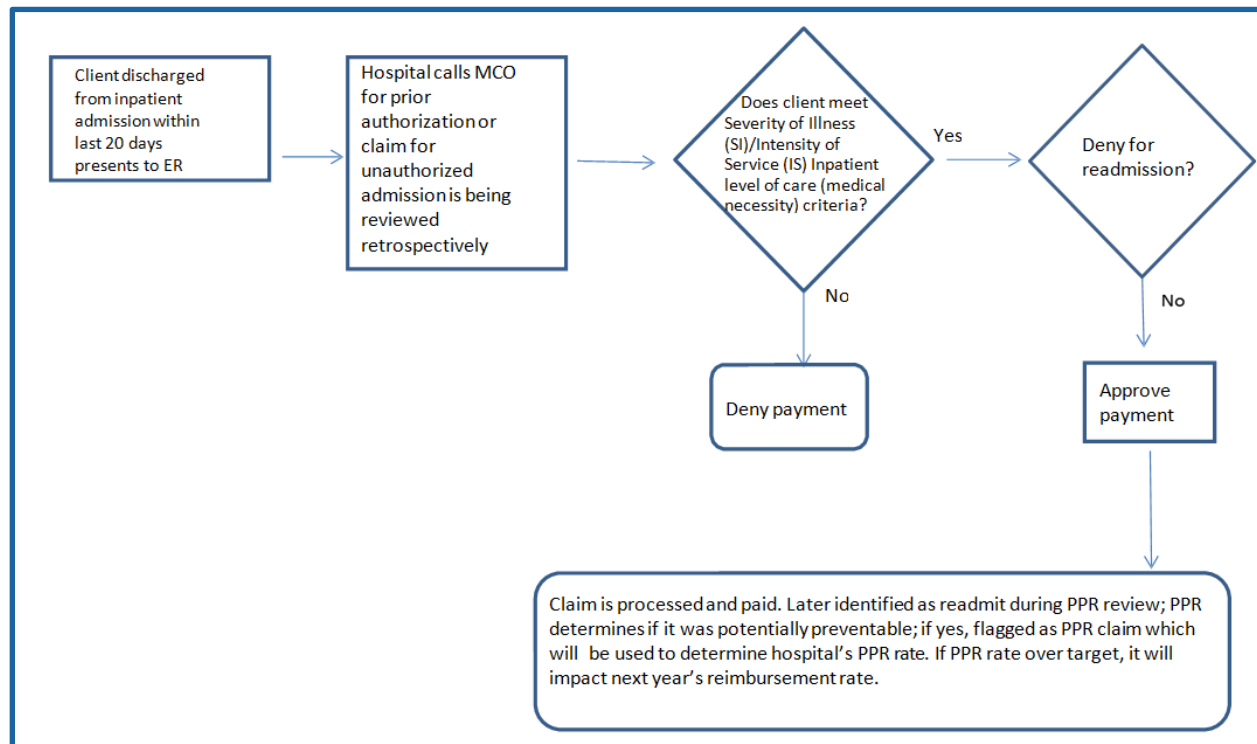 Client discharged
from inpatient
admission within
last 20 days
presents to ER
Hospital calls MCO
for prior
authorization or
claim for
unauthorized
admission is being
reviewed
retrospectively
Does client meet
Severity of Illness
(SI)/Intensity of
Service (IS) Inpatient
level of care (medical
necessity) criteria?
Yes
Deny for
readmission?
No
No
Deny payment
Approve
payment
Claim is processed and paid. Later identified as readmit during PPR review; PPR
determines if it was potentially preventable; if yes, flagged as PPR claim which
will be used to determine hospital's PPR rate. If PPR rate over target, it will
impact next year's reimbursement rate.